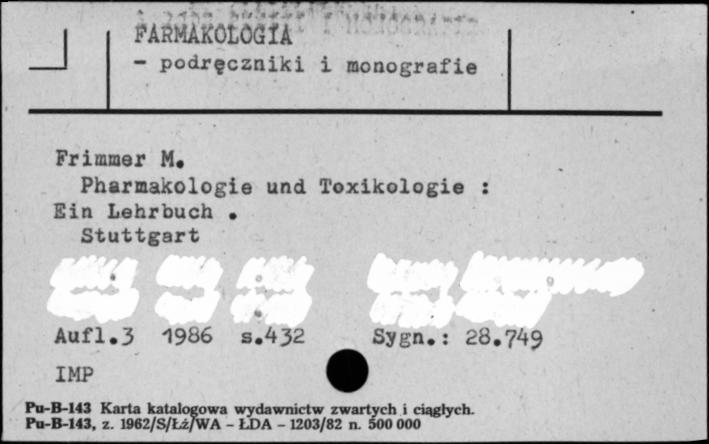 FARMAKOLOGIA
- podręczniki i monografie
Frimmer M.
Pharmakologie und Toxikologie :
Ein Lehrbuch .
Stuttgart
Aufl.3 1986 s.432 Sygn.: 28.749
IMP
Pu-B-143 Karta katalogowa wydawnictw zwartych i ciągłych.
Pu-B-143, z. 1962/S/Łż/WA - ŁDA - 1203/82 n. 500 000